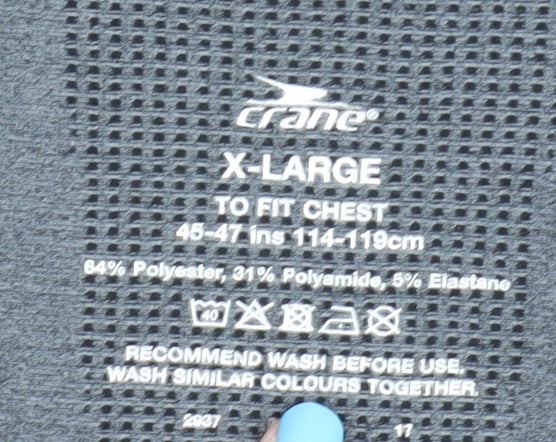 crane®
X-LARGE
TO FIT CHEST
45-47 ins 114-119cm
64% Polyester, 31% Polyamide, 5% Elastane
40
RECOMMEND WASH BEFORE USE.
WASH SIMILAR COLOURS TOGETHER.
2937 17